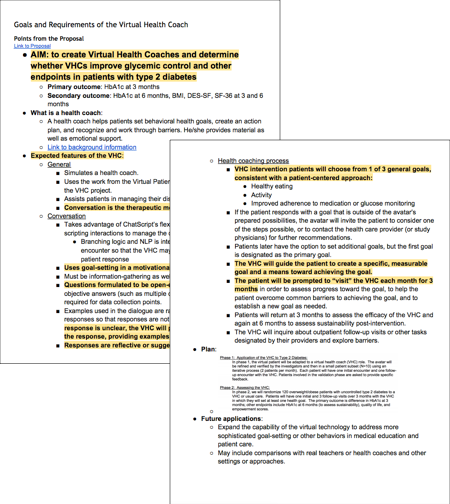 Goals and Requirements of the Virtual Health Coach
Points from the Proposal
Link to Proposal
AIM: to create Virtual Health Coaches and determine
whether VHCs improve glycemic control and other
endpoints in patients with type 2 diabetes
Primary outcome: HbA1c at 3 months
Secondary outcome: HbA1c at 6 months, BMI, DES-SF, SF-36 at 3 and 6
months
What is a health coach:
A health coach helps patients set behavioral health goals, create an action
plan, and recognize and work through barriers. He/she provides material as
well as emotional support.
Link to background information
Expected features of the VHC:
General
Simulates a health coach.
Uses the work from the Virtual Patien
the VHC project.
Assists patients in managing their dis
Conversation is the therapeutic me
Conversation
Takes advantage of ChatScript's flex
scripting interactions to manage the
Branching logic and NLP is inte
encounter so that the VHC may
patient response
Uses goal-setting in a motivationa
Must be information-gathering as we
Questions formulated to be open-e
objective answers (such as multiple c
required for data collection points.
Examples used in the dialogue are n
responses so that responses are not
response is unclear, the VHC will p
the response, providing examples
Responses are reflective or sugge
Health coaching process
VHC intervention patients will choose from 1 of 3 general goals,
consistent with a patient-centered approach:
Healthy eating
Activity
Improved adherence to medication or glucose monitoring
If the patient responds with a goal that is outside of the avatar's
prepared possibilities, the avatar will invite the patient to consider one
of the steps possible, or to contact the health care provider (or study
physicians) for further recommendations.
Patients later have the option to set additional goals, but the first goal
is designated as the primary goal.
The VHC will guide the patient to create a specific, measurable
goal and a means toward achieving the goal.
The patient will be prompted to "visit" the VHC each month for 3
months in order to assess progress toward the goal, to help the
patient overcome common barriers to achieving the goal, and to
establish a new goal as needed.
Patients will return at 3 months to assess the efficacy of the VHC and
again at 6 months to assess sustainability post-intervention.
The VHC will inquire about outpatient follow-up visits or other tasks
designated by their providers and explore barriers.
Plan:
Phase 1: Application of the VHC to Type 2 Diabetes:
In phase 1, the virtual patient will be adapted to a virtual health coach (VHC) role. The avatar will
be refined and verified by the investigators and then in a small patient subset (N=10) using an
iterative process (2 patients per month). Each patient will have one initial encounter and one follow-
up encounter with the VHC. Patients involved in the validation phase are asked to provide specific
feedback.
Phase 2: Assessing the VHC:
In phase 2, we will randomize 120 overweight/obese patients with uncontrolled type 2 diabetes to a
VHC or usual care. Patients will have one initial and 3 follow-up visits over 3 months with the VHC
in which they will set at least one health goal. The primary outcome is difference in HbA1c at 3
months; other endpoints include HbA1c at 6 months (to assess sustainability), quality of life, and
empowerment scores.
Future applications:
Expand the capability of the virtual technology to address more
sophisticated goal-setting or other behaviors in medical education and
patient care.
May include comparisons with real teachers or health coaches and other
settings or approaches.